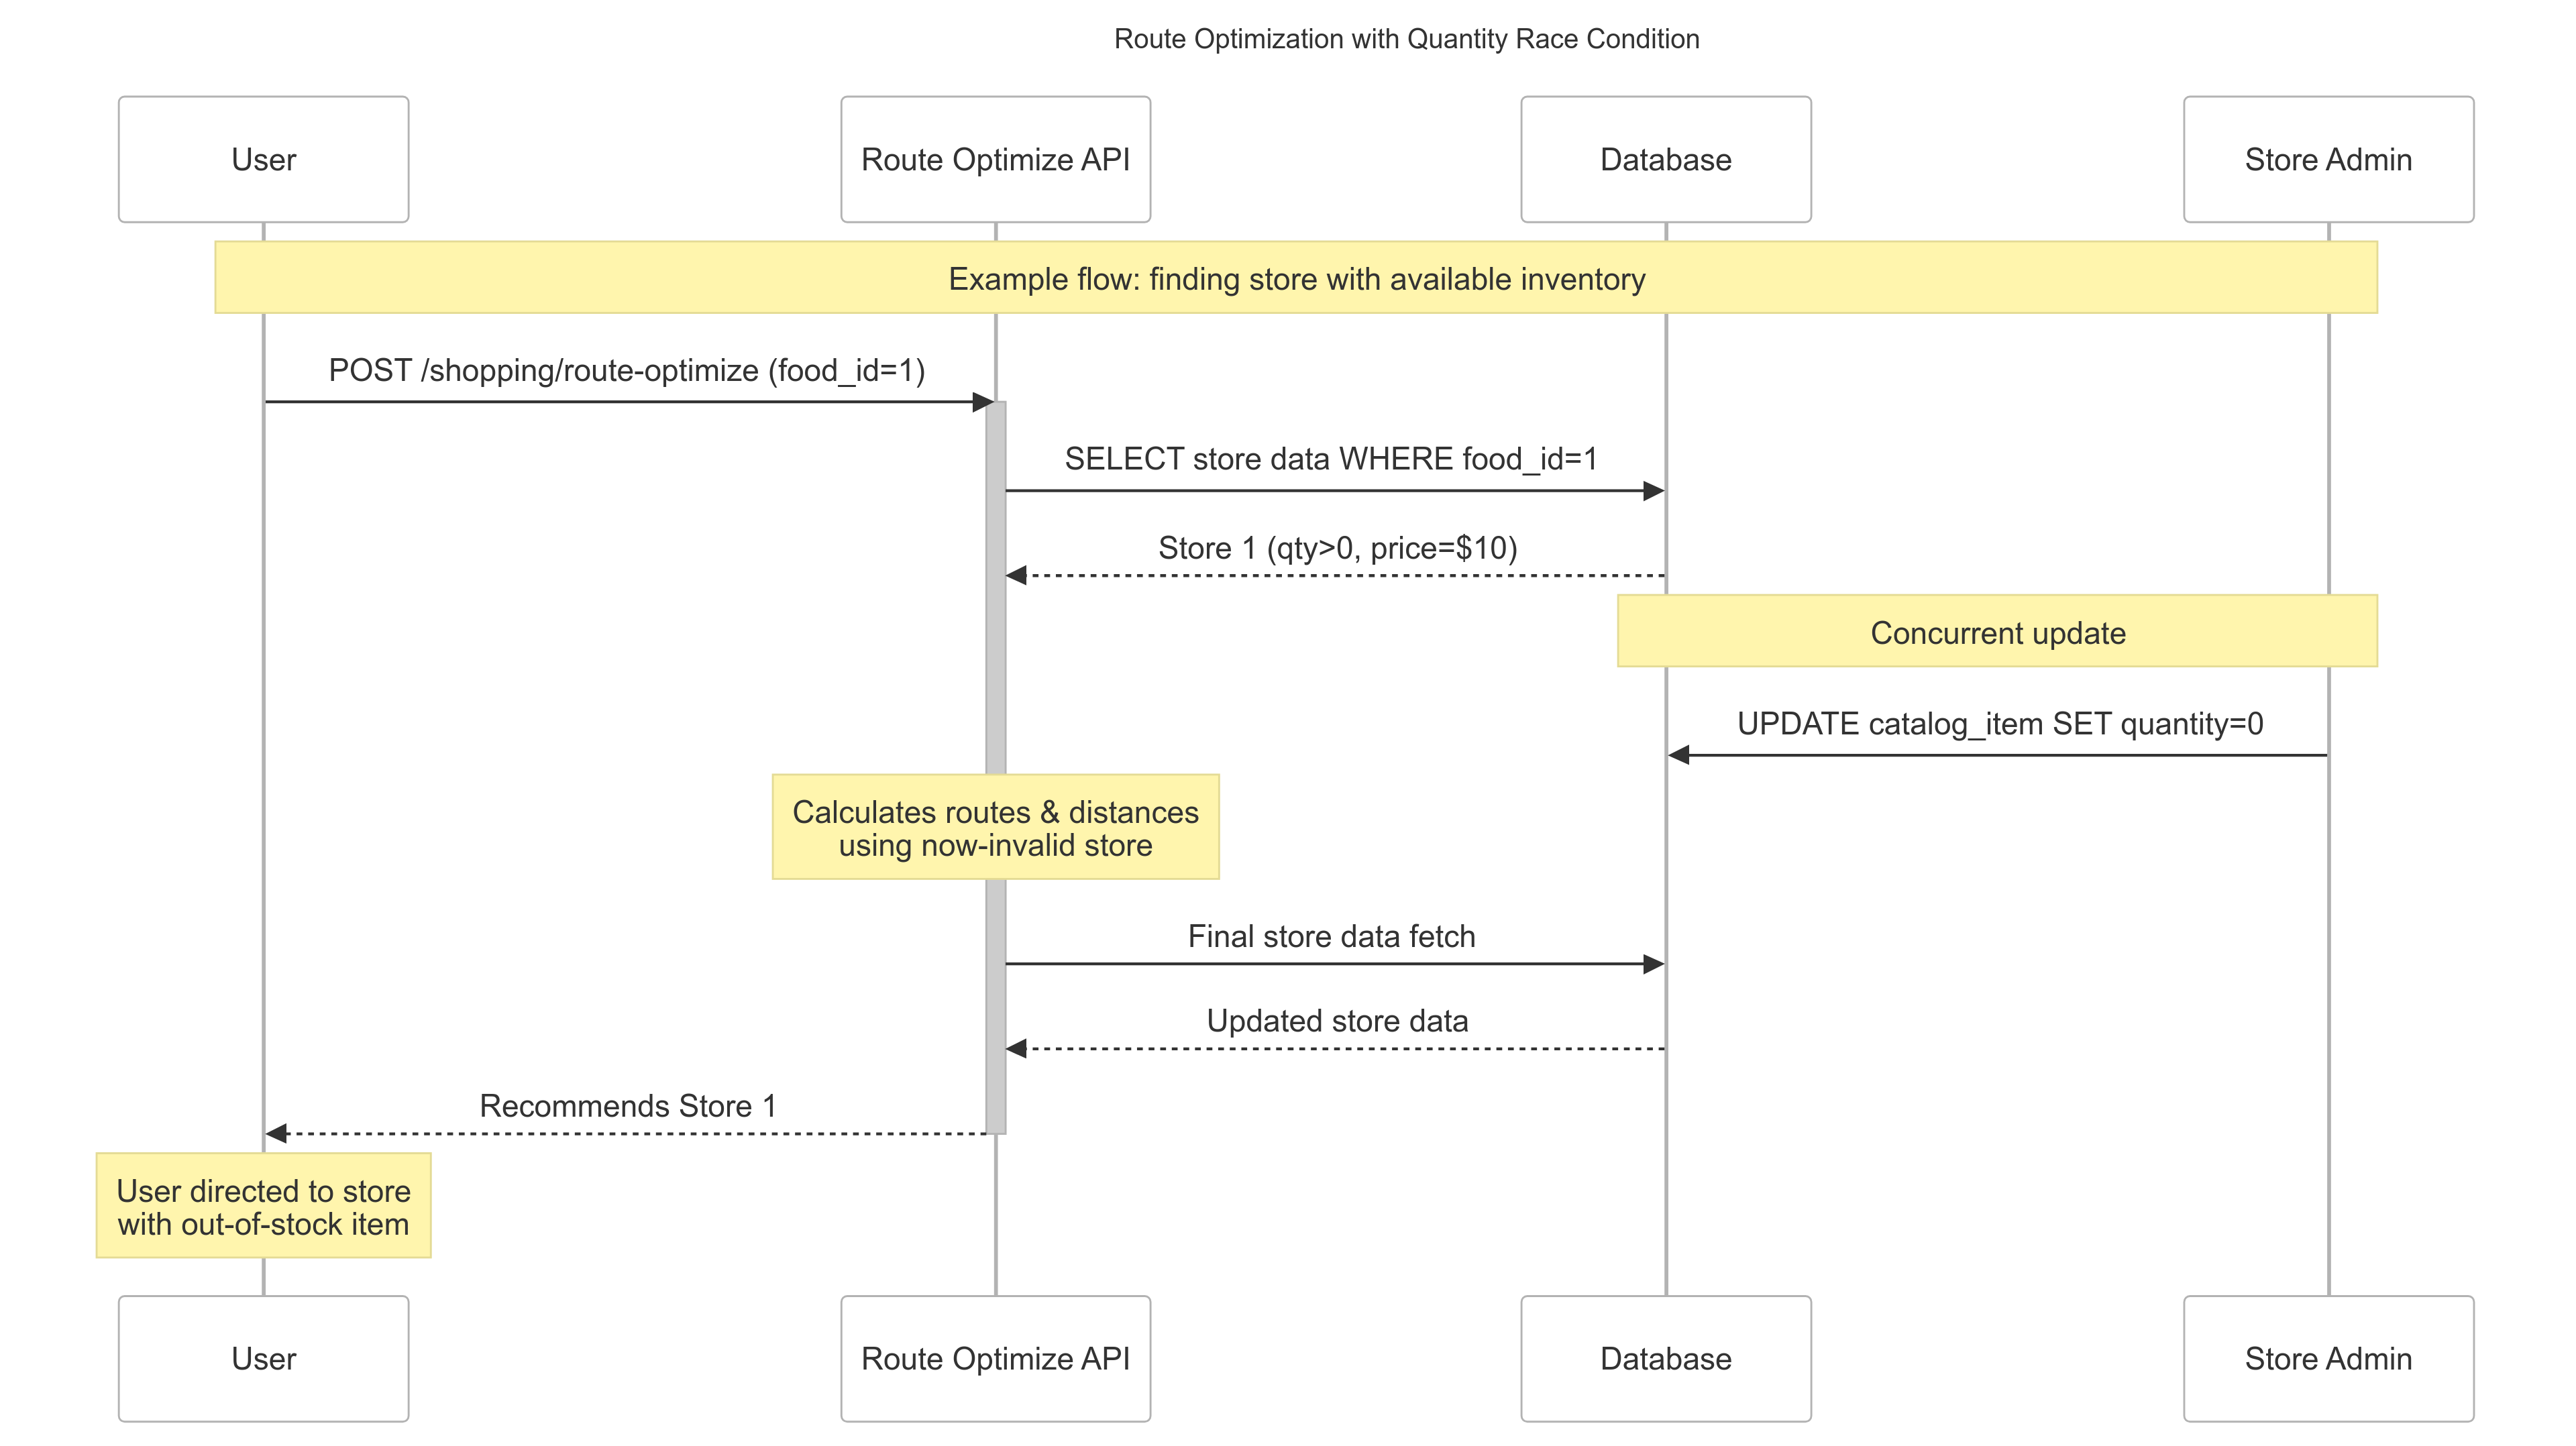 Route Optimization with Quantity Race Condition
User
Route Optimize API
Database
Store Admin
Example flow: finding store with available inventory
POST /shopping/route-optimize (food_id=1)
SELECT store data WHERE food_id=1
Store 1 (qty>0, price=$10)
Concurrent update
UPDATE catalog_item SET quantity=0
Calculates routes & distances
using now-invalid store
Final store data fetch
Updated store data
Recommends Store 1
User directed to store
with out-of-stock item
User
Route Optimize API
Database
Store Admin